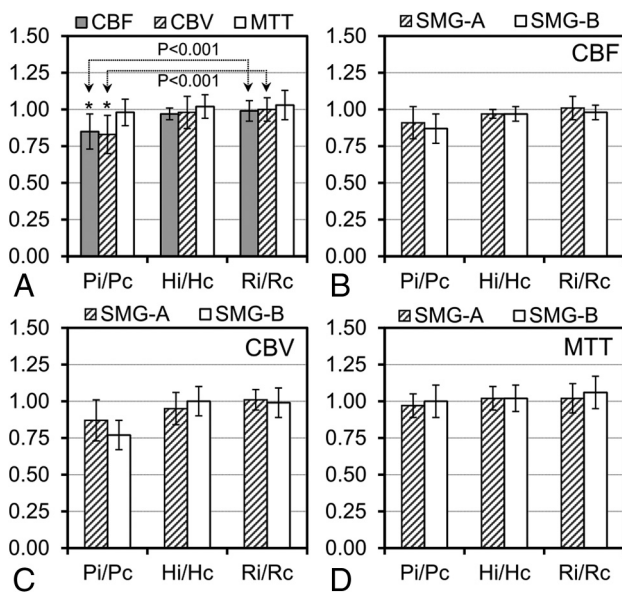 CBF CBV MTT
1.50
1.25
1.00
0.75
0.50
0.25
0.00
P<0.001
P<0.001
* *
Pi/Pc Hi/Hc Ri/Rc
A
SMG-A SMG-B
CBF
1.50
1.25
1.00
0.75
0.50
0.25
0.00
Pi/Pc Hi/Hc Ri/Rc
B
SMG-A SMG-B
CBV
1.50
1.25
1.00
0.75
0.50
0.25
0.00
Pi/Pc Hi/Hc Ri/Rc
C
SMG-A SMG-B
MTT
1.50
1.25
1.00
0.75
0.50
0.25
0.00
Pi/Pc Hi/Hc Ri/Rc
D